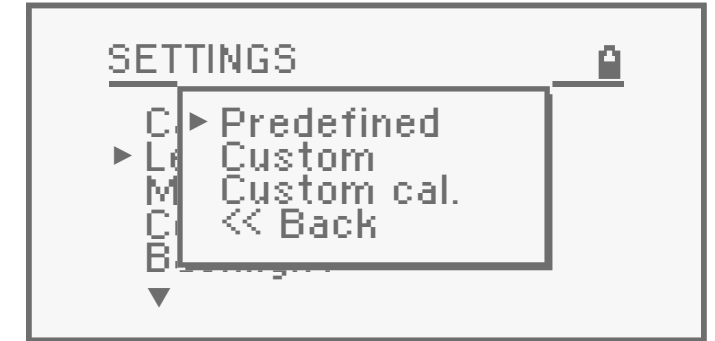 SETTINGS
Predefined
Custom
Custom cal.
<< Back